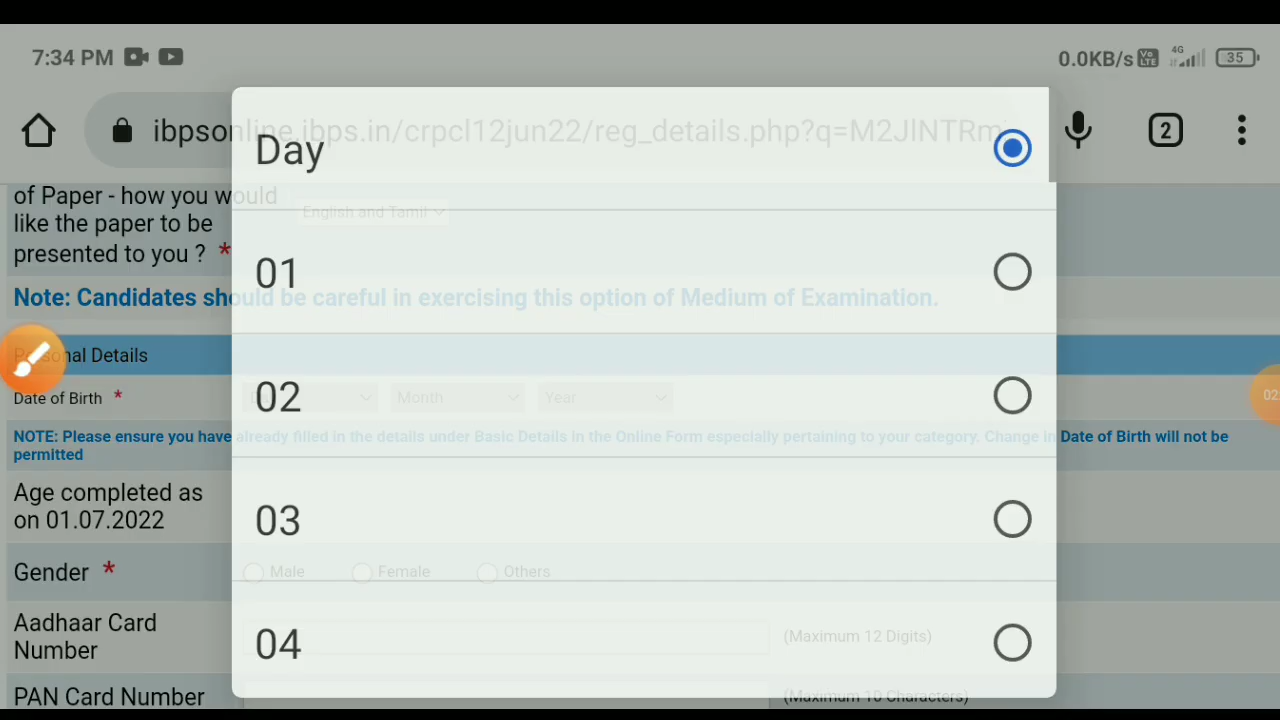 7:34 PM
0.0KB/s Vo LTE 4G 35
ibpsonline.ibps.in/crpcl12jun22/reg_details.php?q=M2JlNTRm
2
Day
of Paper - how you would
like the paper to be
presented to you ? *
English and Tamil
01
Note: Candidates should be careful in exercising this option of Medium of Examination.
Personal Details
Date of Birth *
Month
Year
02
02
NOTE: Please ensure you have already filled in the details under Basic Details in the Online Form especially pertaining to your category. Change in Date of Birth will not be
permitted
Age completed as
on 01.07.2022
03
Gender *
Male
Female
Others
Aadhaar Card
Number
(Maximum 12 Digits)
04
PAN Card Number
(Maximum 10 Characters)